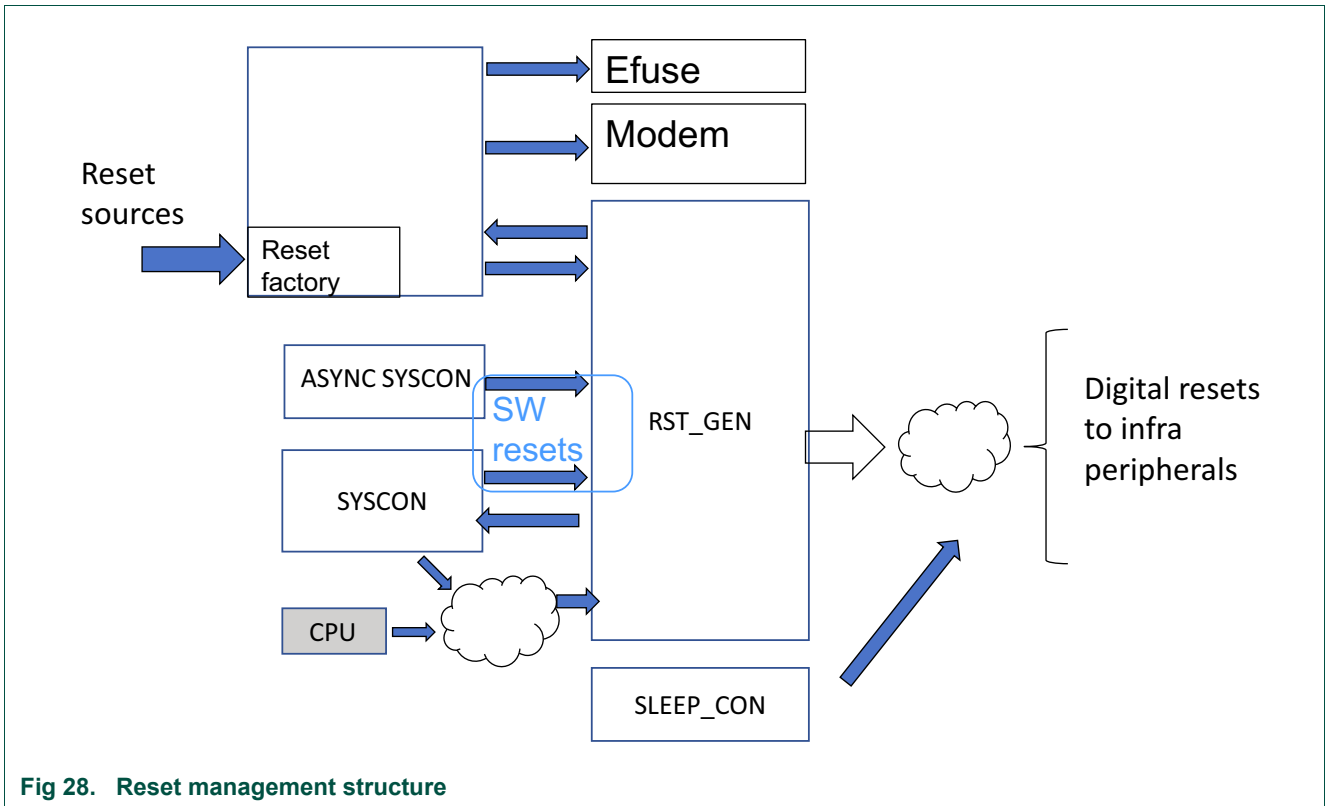 Efuse
Modem
Reset
sources
Reset
factory
ASYNC SYSCON
SW
resets
RST_GEN
Digital resets
to infra
peripherals
SYSCON
CPU
SLEEP_CON
Fig 28. Reset management structure